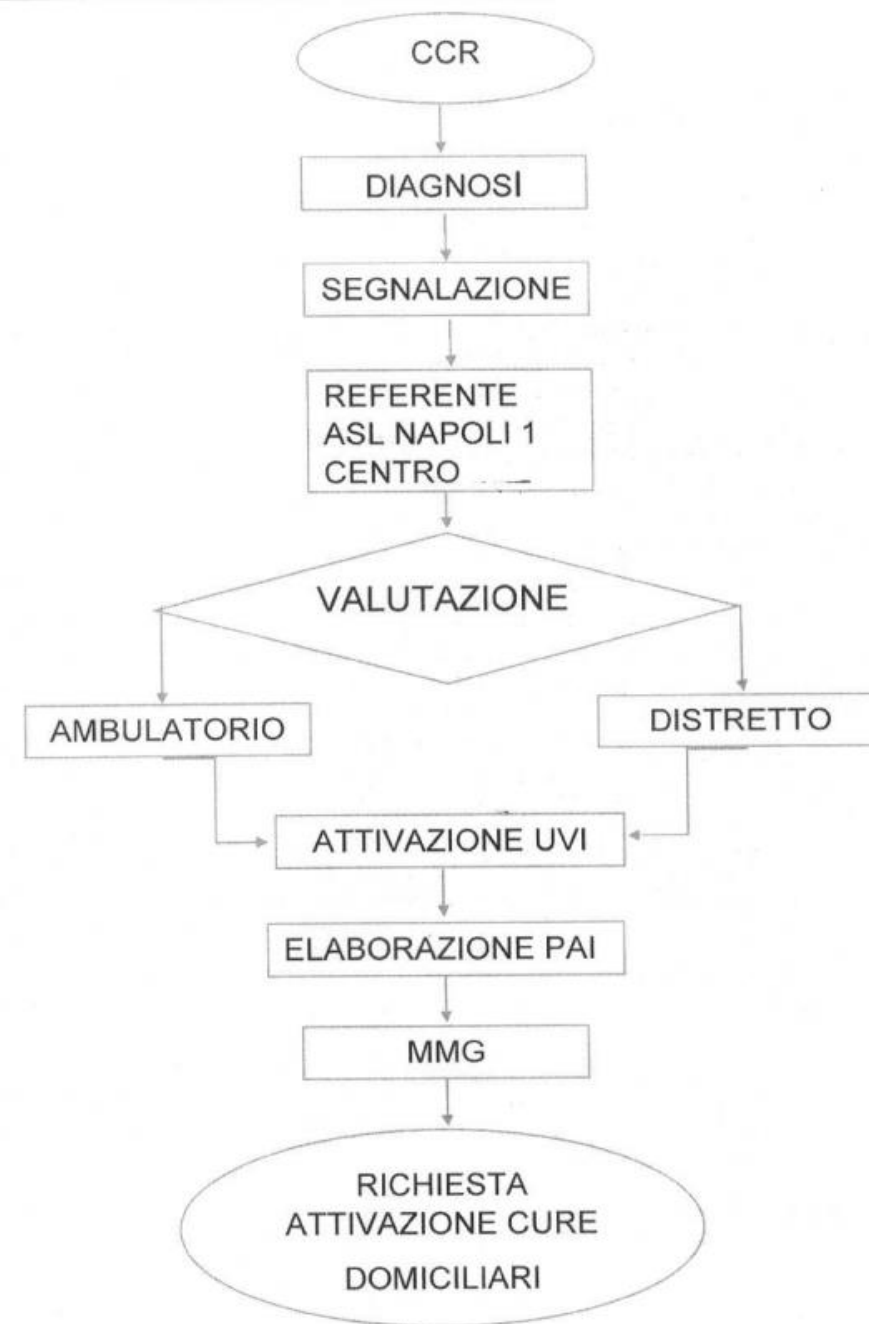 CCR
DIAGNOSI
SEGNALAZIONE
REFERENTE
ASL NAPOLI 1
CENTRO
VALUTAZIONE
AMBULATORIO
DISTRETTO
ATTIVAZIONE UVI
ELABORAZIONE PAI
MMG
RICHIESTA
ATTIVAZIONE CURE
DOMICILIARI